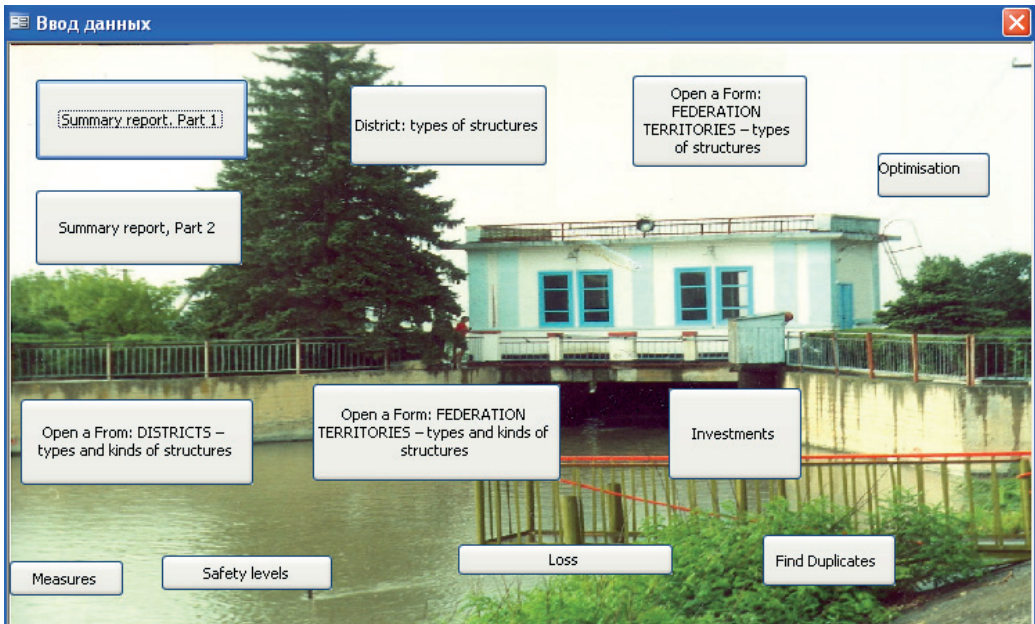 Ввод данных
Summary report. Part 1
District: types of structures
Open a Form:
FEDERATION
TERRITORIES – types
of structures
Optimisation
Summary report, Part 2
Open a From: DISTRICTS –
types and kinds of structures
Open a Form: FEDERATION
TERRITORIES – types and kinds of
structures
Investments
Measures
Safety levels
Loss
Find Duplicates